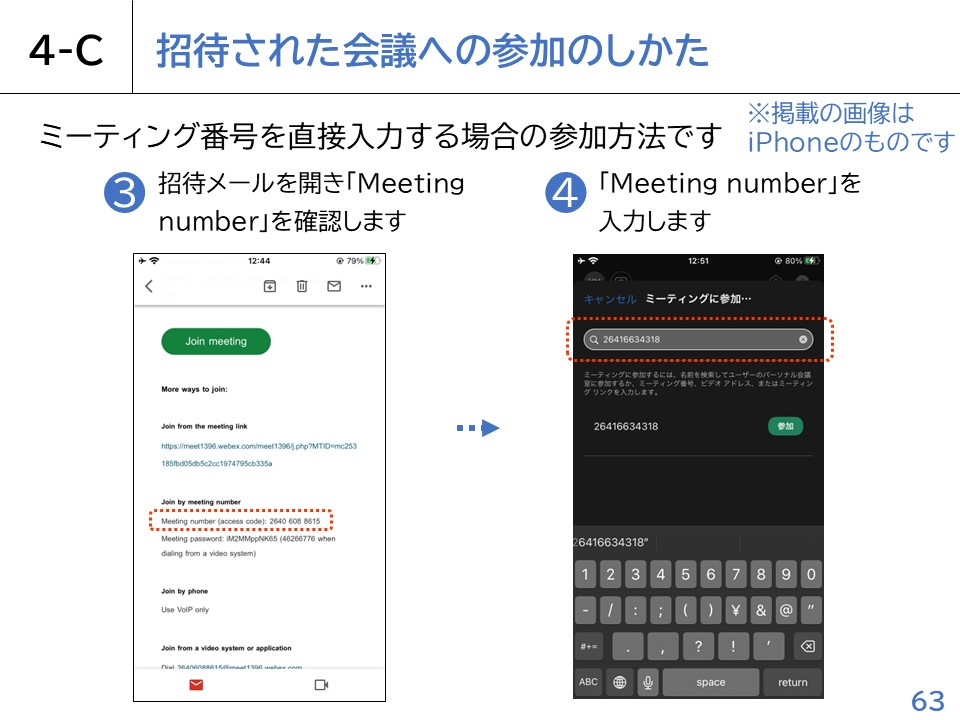 4-C
招待された会議への参加のしかた
ミーティング番号を直接入力する場合の参加方法です
※掲載の画像は
iPhoneのものです
3
招待メールを開き「Meeting
number」を確認します
12:44
79%
Join meeting
More ways to join:
Join from the meeting link
https://meet1396.webex.com/meet1396/j.php?MTID=mc253
185fbd05db5c2cc1974795cb335a
Join by meeting number
Meeting number (access code): 2640 608 8615
Meeting password: iM2MMppNK65 (46266776 when
dialing from a video system)
Join by phone
Use VoIP only
Join from a video system or application
Dial 26406088615@meet1396.webex.com
4
「Meeting number」を
入力します
12:51
80%
キャンセル ミーティングに参加…
26416634318
ミーティングに参加するには、名前を検索してユーザーのパーソナル会議
室に参加するか、ミーティング番号、ビデオ アドレス、またはミーティン
グ リンクを入力します。
26416634318 参加
26416634318"
1 2 3 4 5 6 7 8 9 0
- / : ; ( ) ¥ & @ "
#+= . , ? ! '
ABC space return
63